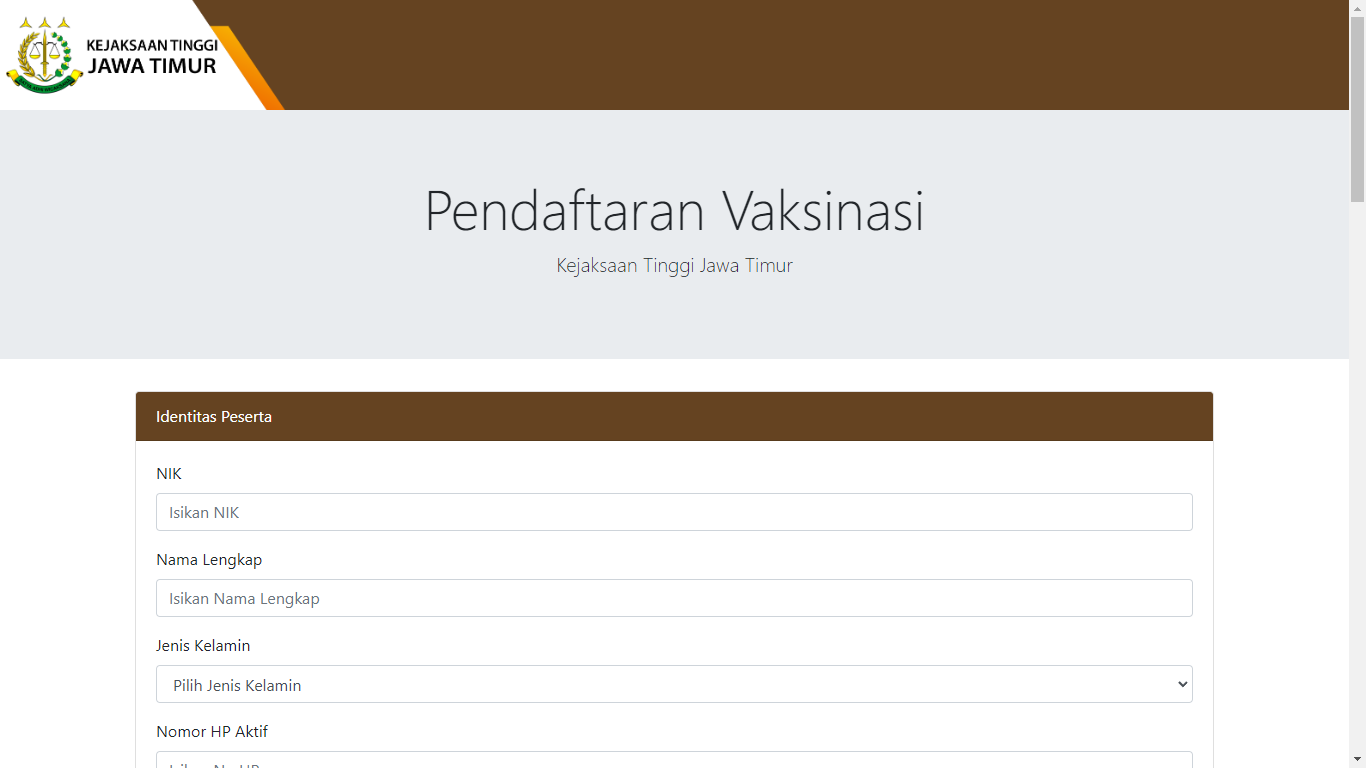 KEJAKSAAN TINGGI
JAWA TIMUR
Pendaftaran Vaksinasi
Kejaksaan Tinggi Jawa Timur
Identitas Peserta
NIK
Isikan NIK
Nama Lengkap
Isikan Nama Lengkap
Jenis Kelamin
Pilih Jenis Kelamin
Nomor HP Aktif